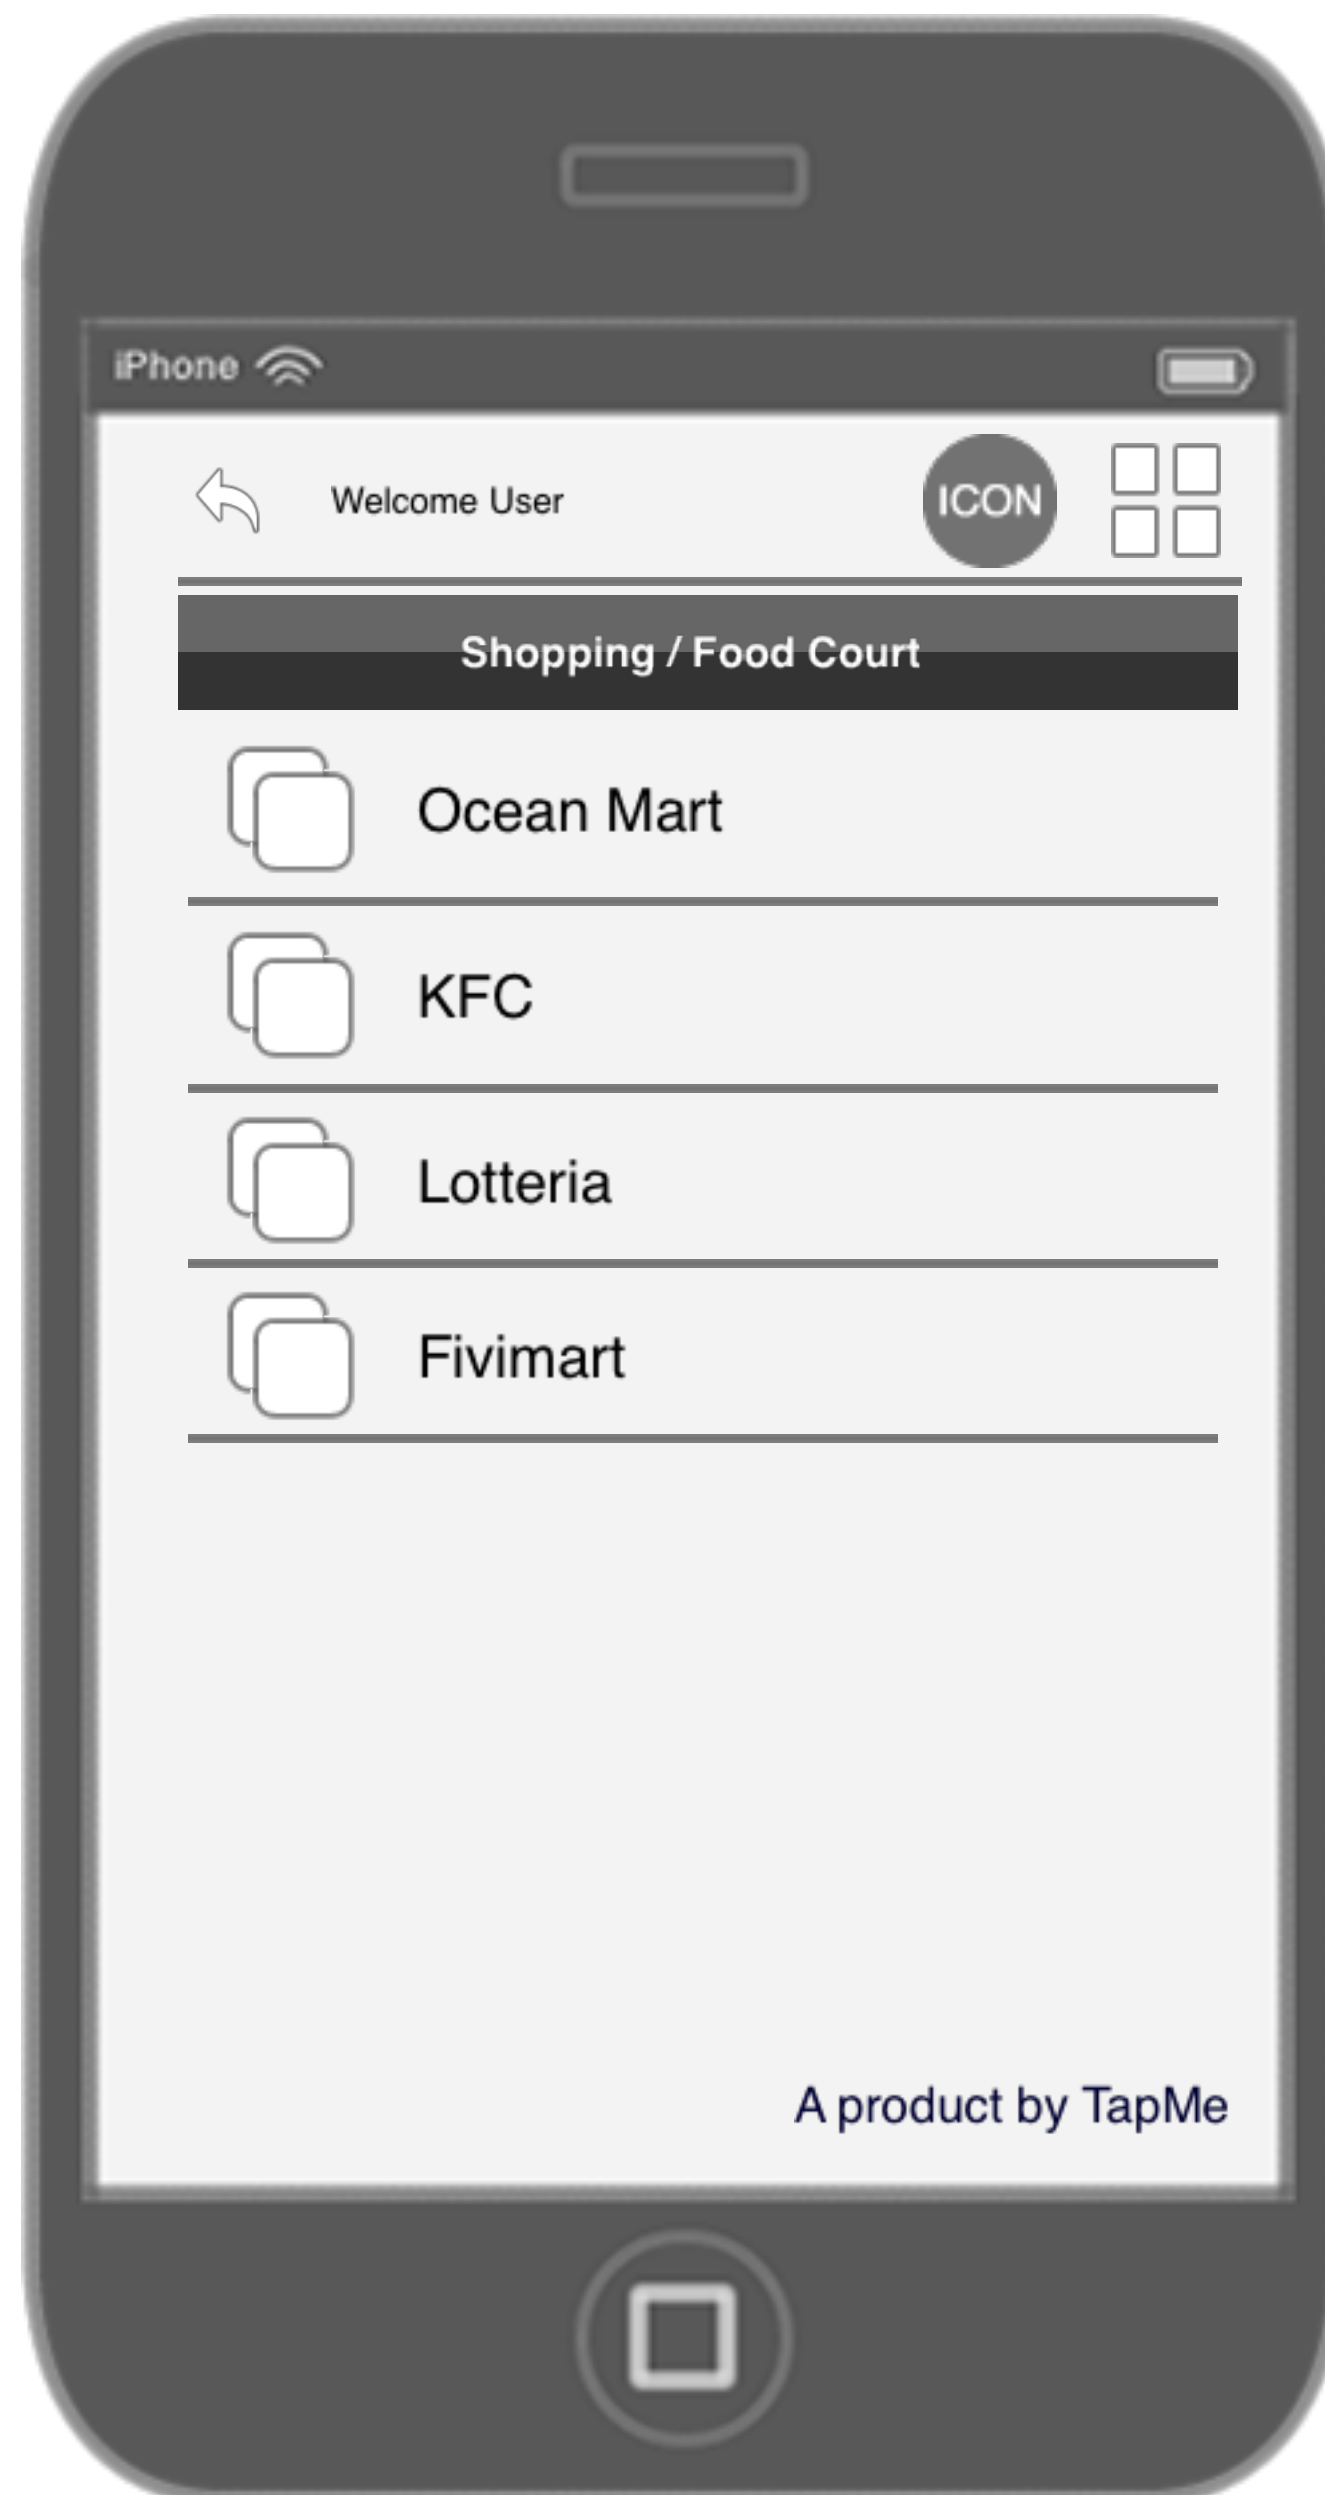 iPhone
Welcome User
ICON
Shopping / Food Court
Ocean Mart
KFC
Lotteria
Fivimart
A product by TapMe